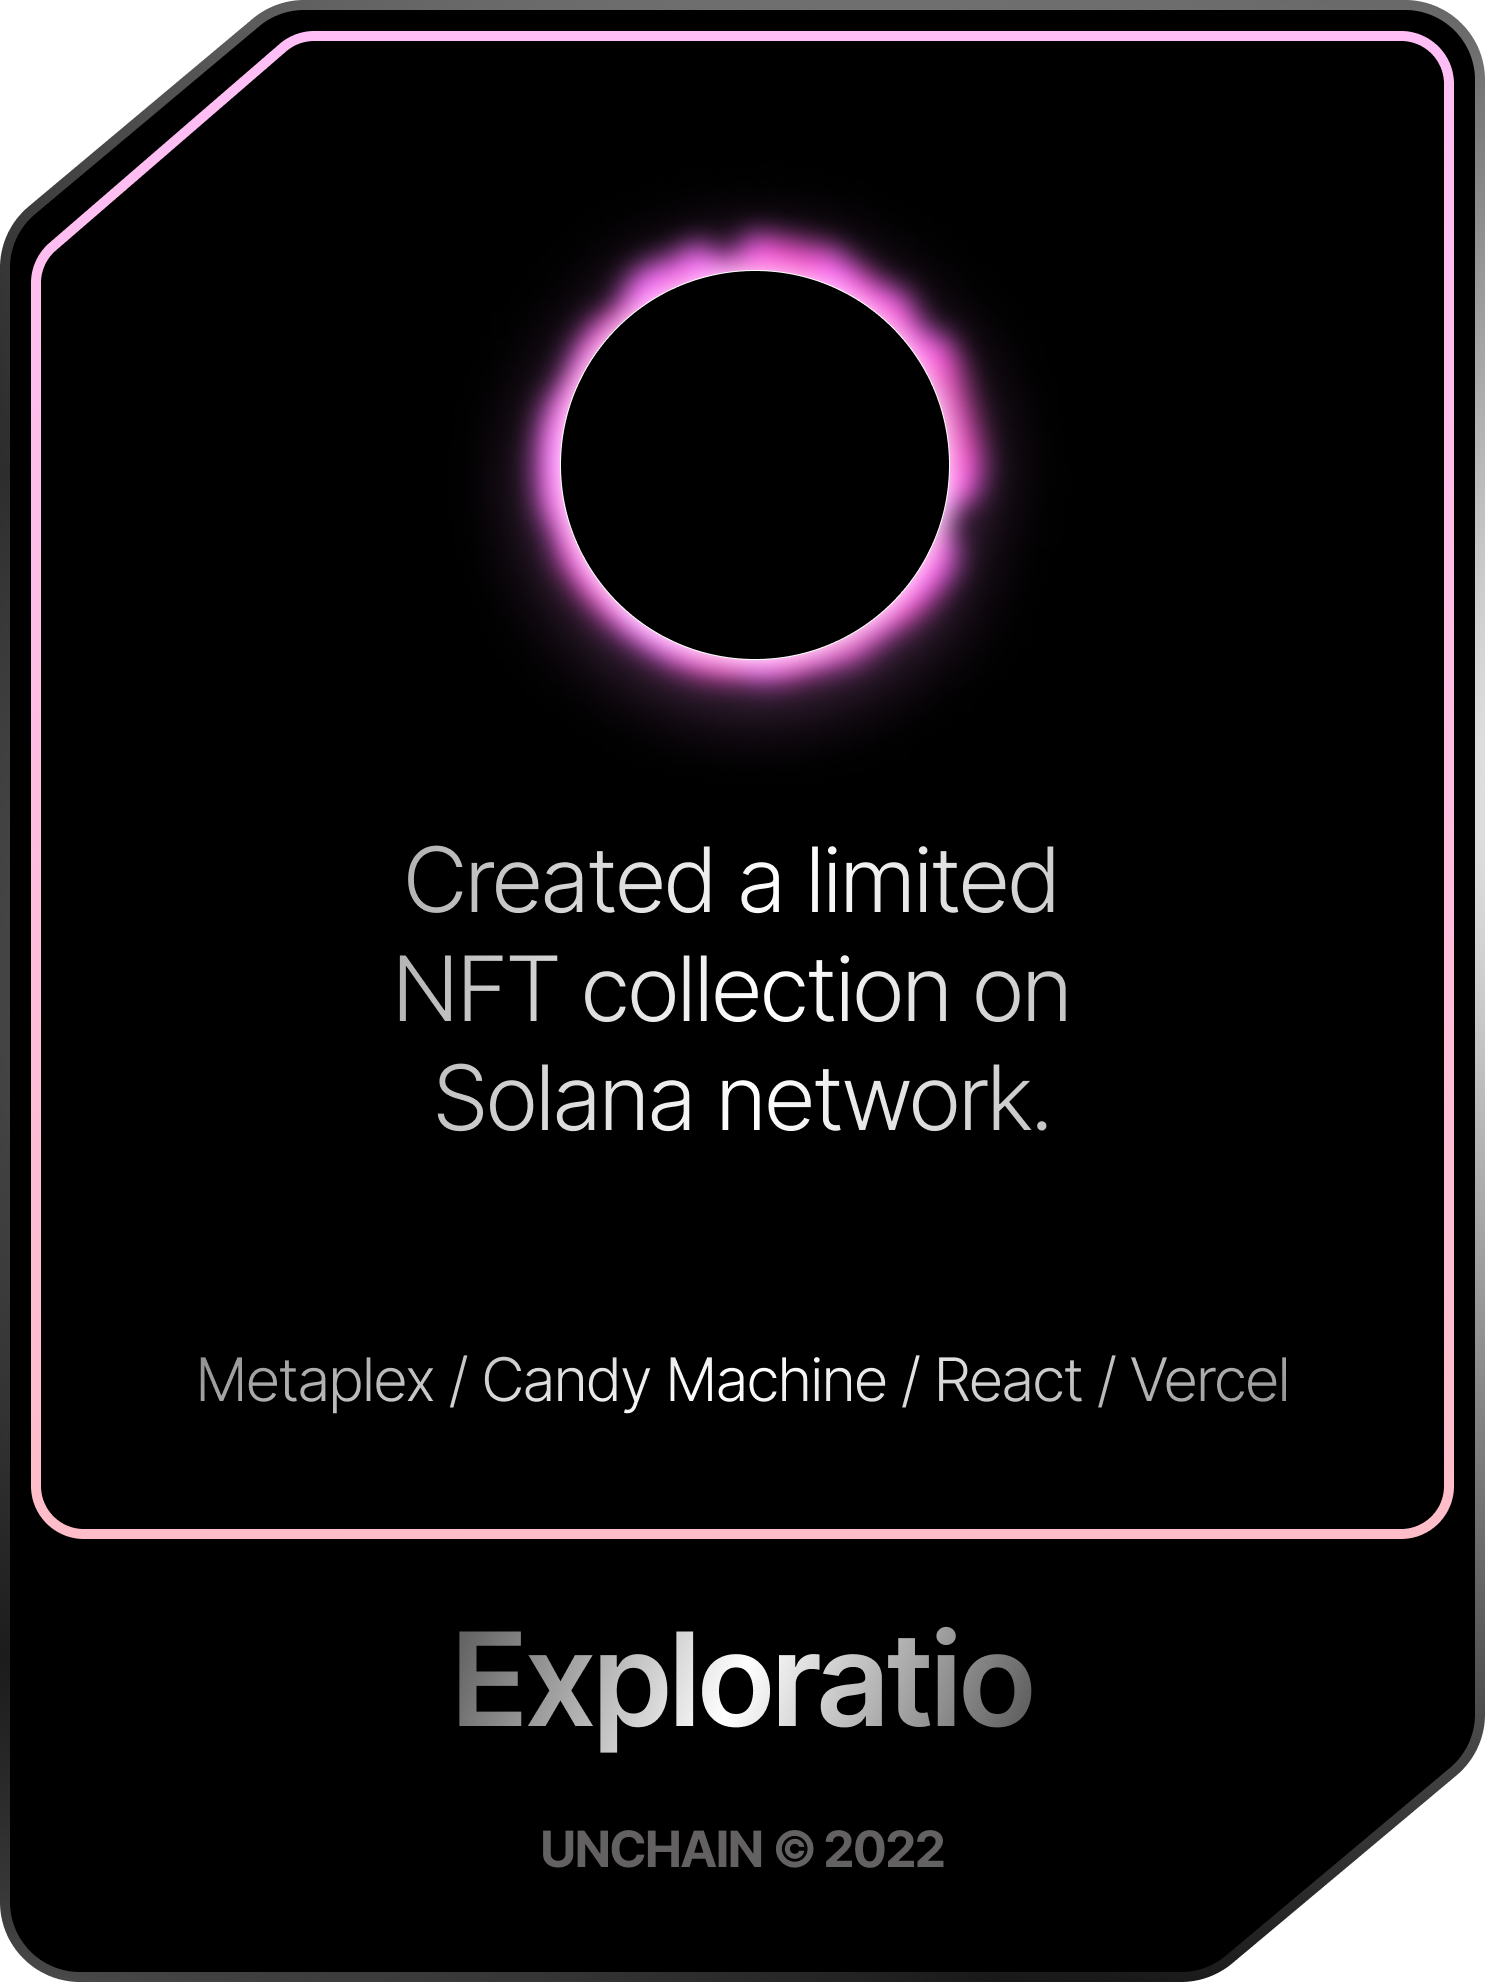 Created a limited
NFT collection on
Solana network.
Metaplex / Candy Machine / React / Vercel
Exploratio
UNCHAIN © 2022